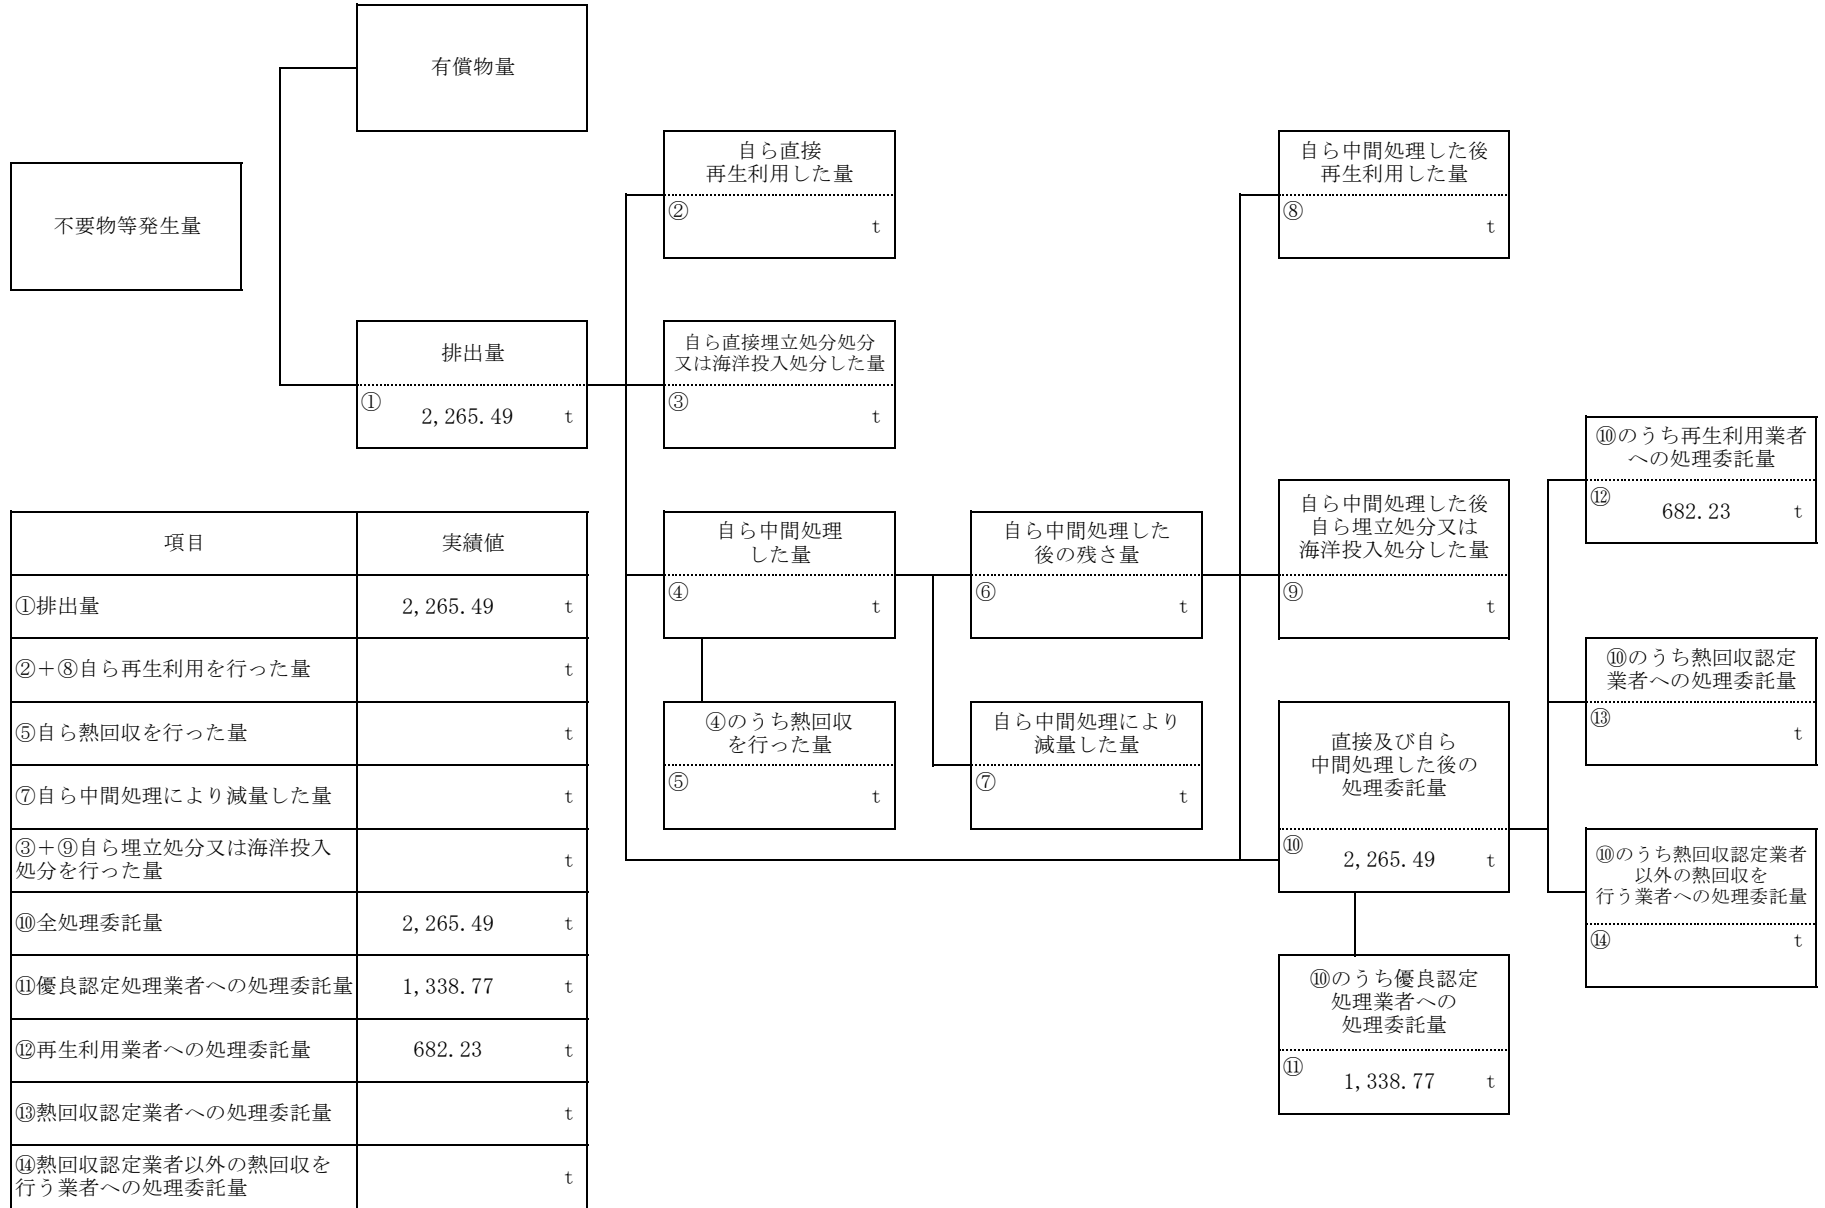 有償物量
不要物等発生量
排出量
① 2,265.49 t
自ら直接
再生利用した量
② t
自ら直接埋立処分処分
又は海洋投入処分した量
③ t
自ら中間処理
した量
④ t
④のうち熱回収
を行った量
⑤ t
自ら中間処理した
後の残さ量
⑥ t
自ら中間処理により
減量した量
⑦ t
自ら中間処理した後
再生利用した量
⑧ t
自ら中間処理した後
自ら埋立処分又は
海洋投入処分した量
⑨ t
直接及び自ら
中間処理した後の
処理委託量
⑩ 2,265.49 t
⑩のうち優良認定
処理業者への
処理委託量
⑪ 1,338.77 t
⑩のうち再生利用業者
への処理委託量
⑫ 682.23 t
⑩のうち熱回収認定
業者への処理委託量
⑬ t
⑩のうち熱回収認定業者
以外の熱回収を
行う業者への処理委託量
⑭ t
項目 実績値
①排出量 2,265.49 t
②＋⑧自ら再生利用を行った量 t
⑤自ら熱回収を行った量 t
⑦自ら中間処理により減量した量 t
③＋⑨自ら埋立処分又は海洋投入
処分を行った量 t
⑩全処理委託量 2,265.49 t
⑪優良認定処理業者への処理委託量 1,338.77 t
⑫再生利用業者への処理委託量 682.23 t
⑬熱回収認定業者への処理委託量 t
⑭熱回収認定業者以外の熱回収を
行う業者への処理委託量 t